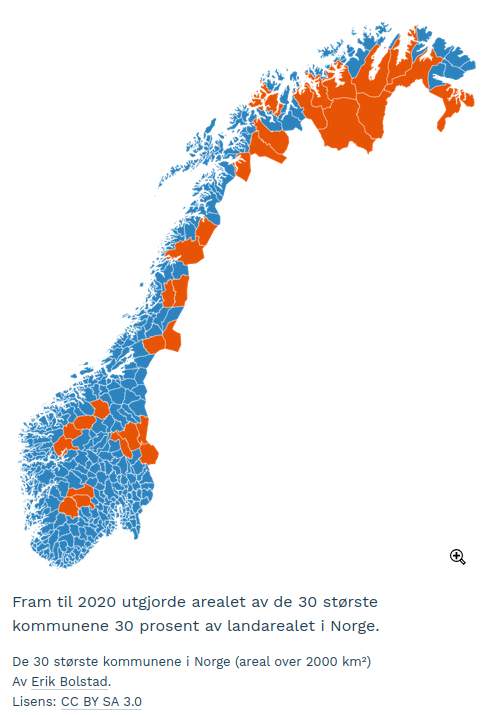 Fram til 2020 utgjorde arealet av de 30 største
kommunene 30 prosent av landarealet i Norge.
De 30 største kommunene i Norge (areal over 2000 km²)
Av Erik Bolstad.
Lisens: CC BY SA 3.0